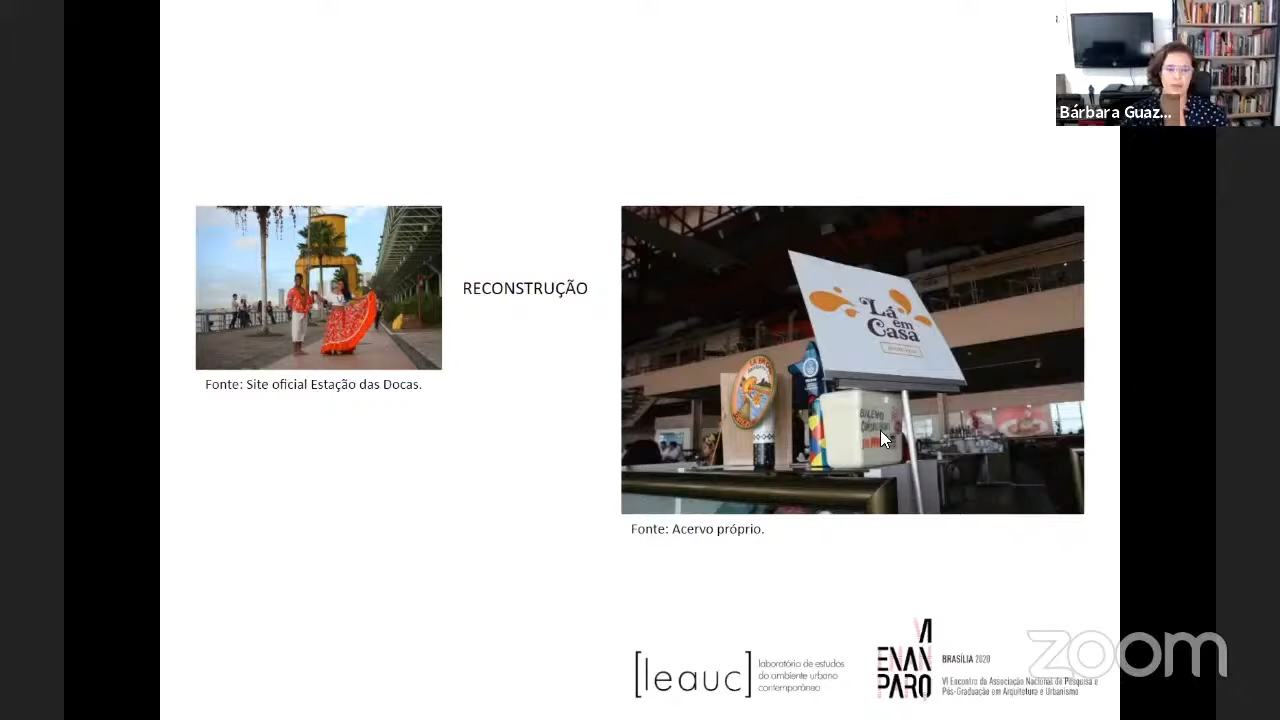 Bárbara Guaz...
RECONSTRUÇÃO
Lá
em
Casa
Fonte: Site oficial Estação das Docas.
Fonte: Acervo próprio.
[leauc]
laboratório de estudos
do ambiente urbano
contemporâneo
VI
ENAN
PARQ
BRASÍLIA 2020
VI Encontro da Associação Nacional de Pesquisa e
Pós-Graduação em Arquitetura e Urbanismo
zoom